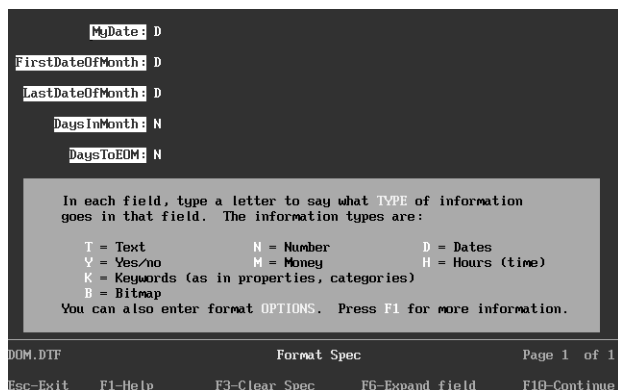 MyDate: D
FirstDateOfMonth: D
LastDateOfMonth: D
DaysInMonth: N
DaysToEOM: N
In each field, type a letter to say what TYPE of information
goes in that field. The information types are:
T = Text N = Number D = Dates
Y = Yes/no M = Money H = Hours (time)
K = Keywords (as in properties, categories)
B = Bitmap
You can also enter format OPTIONS. Press F1 for more information.
DOM.DTF Format Spec Page 1 of 1
Esc-Exit F1-Help F3-Clear Spec F6-Expand field F10-Continue